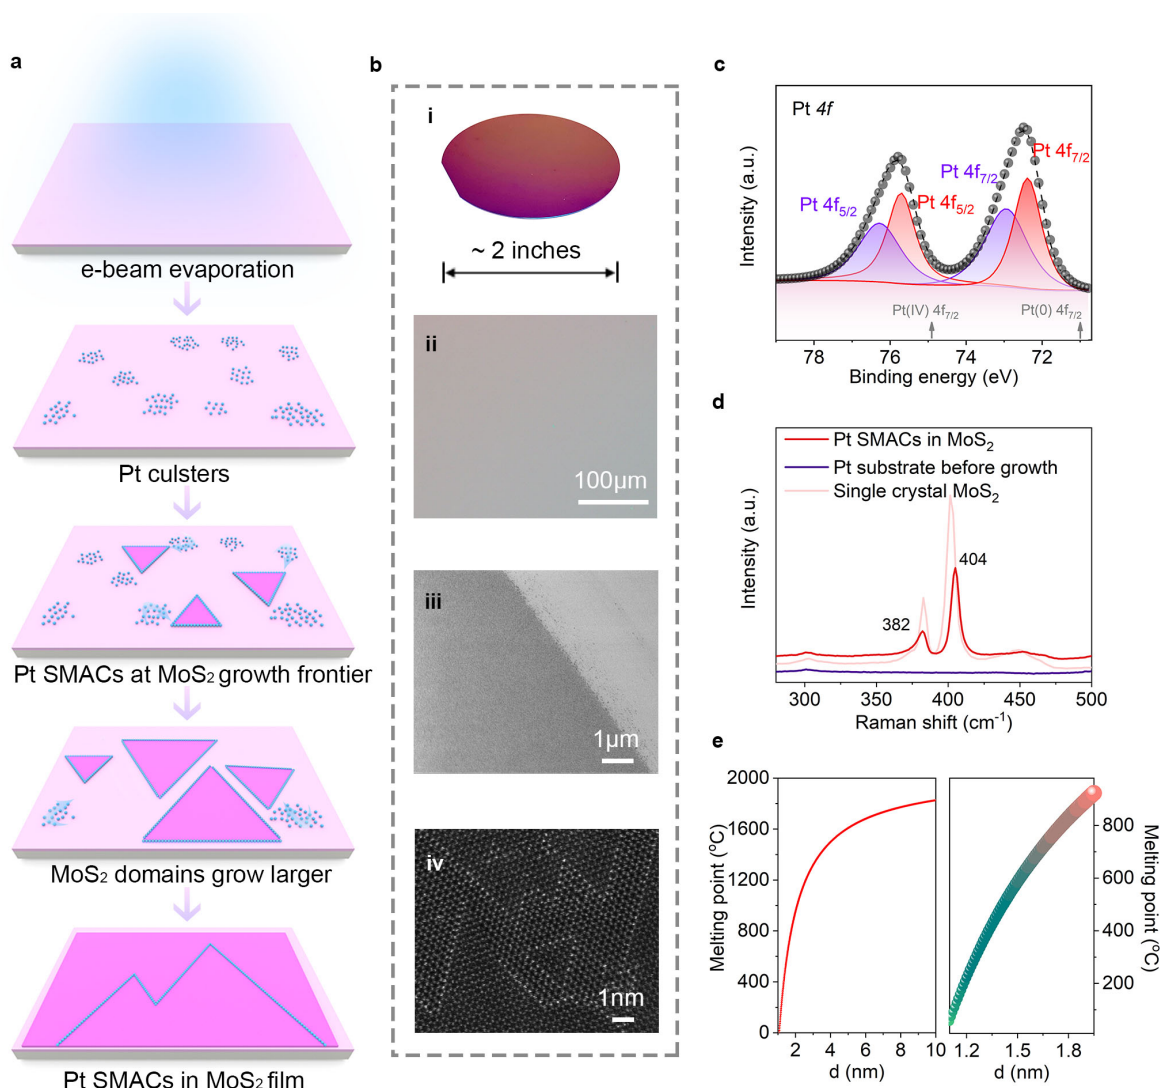 a
e-beam evaporation
Pt culsters
Pt SMACs at MoS₂ growth frontier
MoS₂ domains grow larger
Pt SMACs in MoS₂ film
b
i
~ 2 inches
ii
100μm
iii
1μm
iv
1nm
c
Pt 4f
Pt 4f₇/₂
Pt 4f₇/₂
Pt 4f₅/₂
Pt 4f₅/₂
Pt(IV) 4f₇/₂
Pt(0) 4f₇/₂
Intensity (a.u.)
78 76 74 72
Binding energy (eV)
d
Pt SMACs in MoS₂
Pt substrate before growth
Single crystal MoS₂
404
382
Intensity (a.u.)
300 350 400 450 500
Raman shift (cm⁻¹)
e
2000
1600
1200
800
400
0
Melting point (°C)
2 4 6 8 10
d (nm)
800
600
400
200
Melting point (°C)
1.2 1.5 1.8
d (nm)